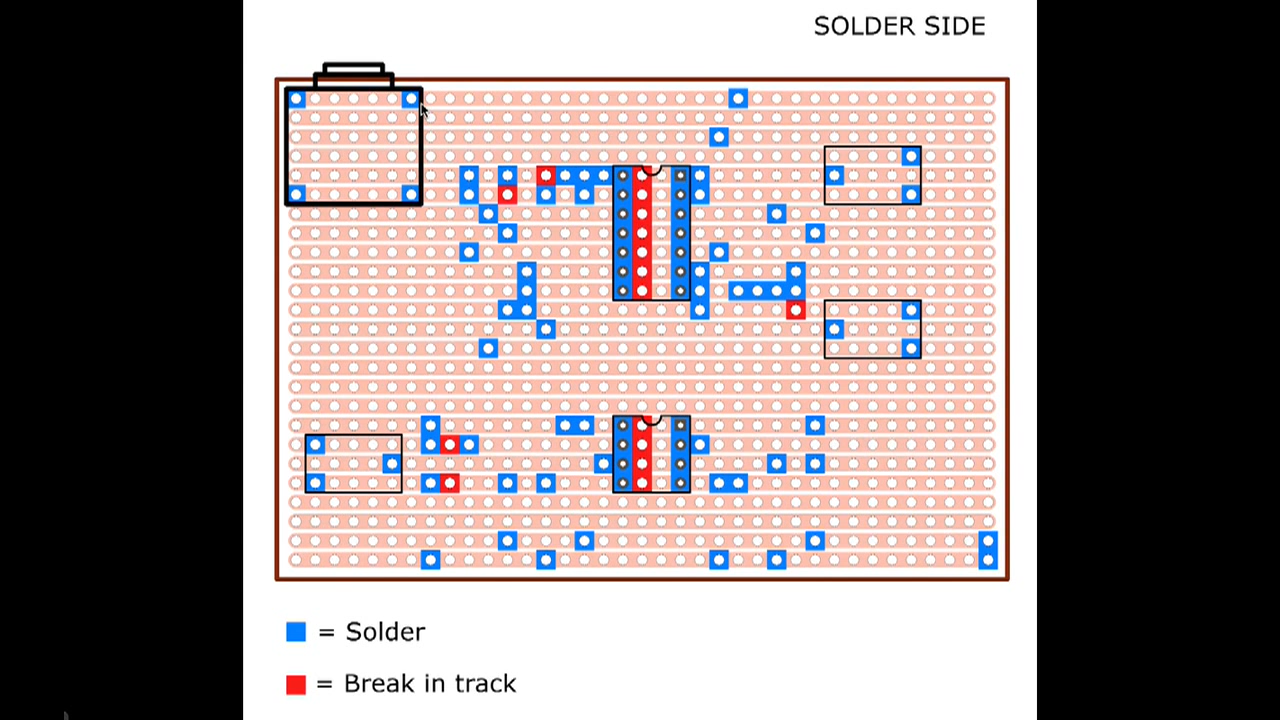 SOLDER SIDE
= Solder
= Break in track